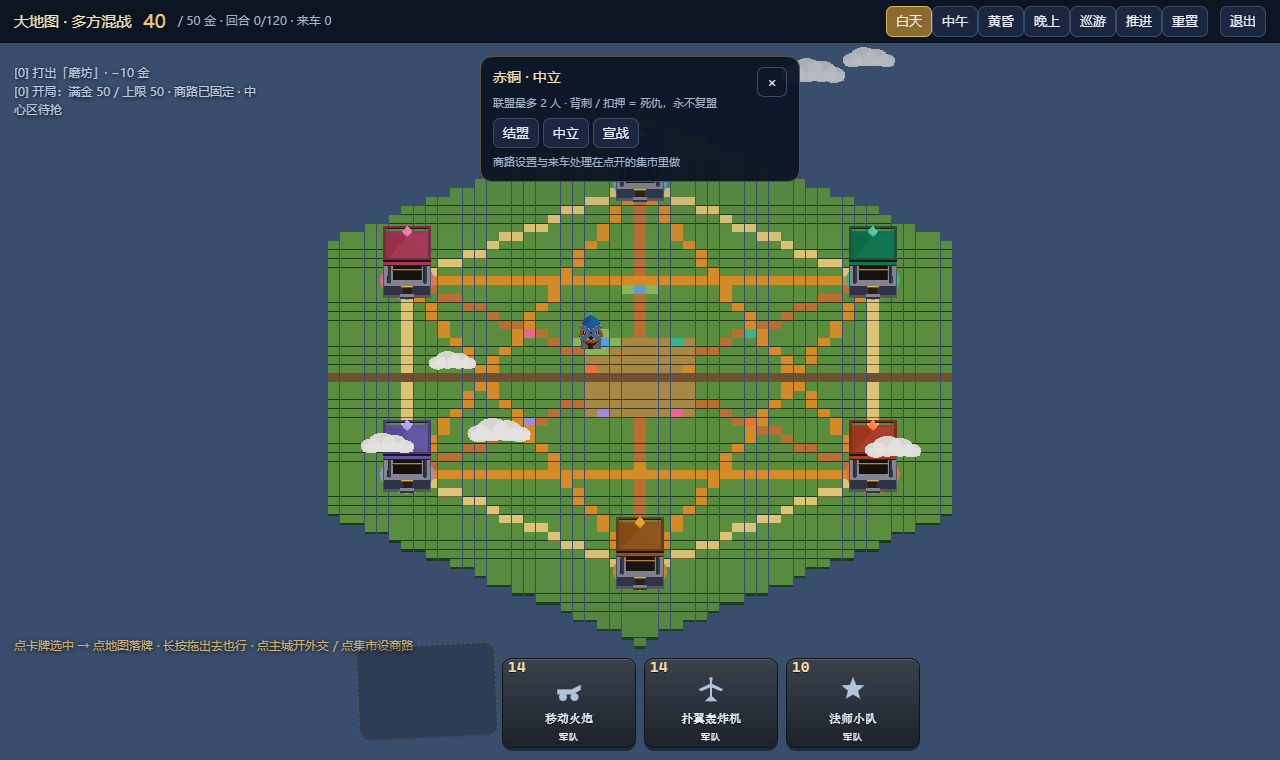 大地图 · 多方混战 40 / 50 金 · 回合 0/120 · 来车 0
白天 中午 黄昏 晚上 巡游 推进 重置 退出
[0] 打出「磨坊」 · −10 金
[0] 开局：满金 50 / 上限 50 · 商路已固定 · 中
心区待抢
赤铜 · 中立
×
联盟最多 2 人 · 背刺 / 扣押 = 死仇，永不复盟
结盟 中立 宣战
商路设置与来车处理在点开的集市里做
点卡牌选中 → 点地图落牌 · 长按拖出去也行 · 点主城开外交 / 点集市设商路
14
移动火炮
军队
14
扑翼轰炸机
军队
10
法师小队
军队